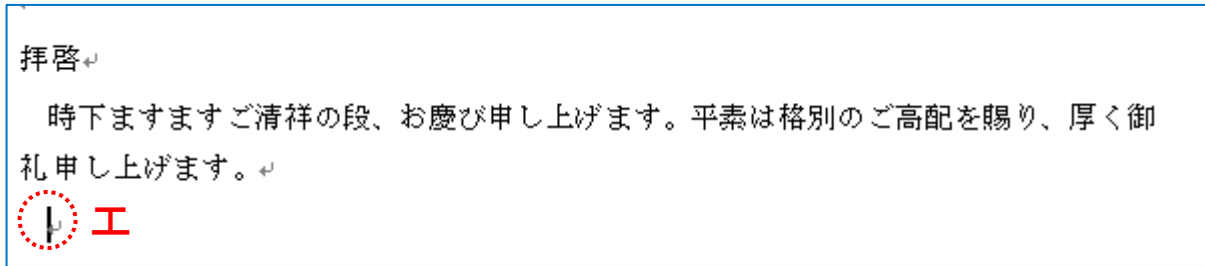 拝啓
　時下ますますご清祥の段、お慶び申し上げます。平素は格別のご高配を賜り、厚く御
礼申し上げます。
エ